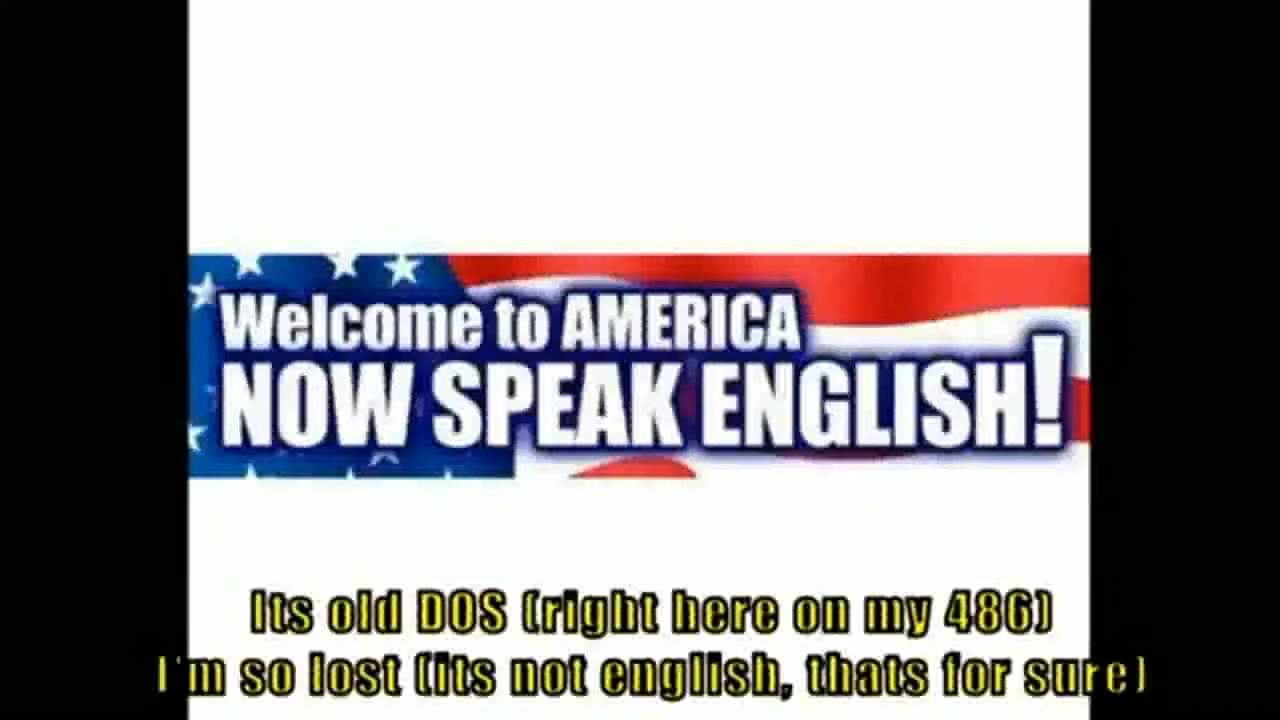 Welcome to AMERICA
NOW SPEAK ENGLISH!
Its old DOS (right here on my 486)
I'm so lost (its not english, thats for sure)